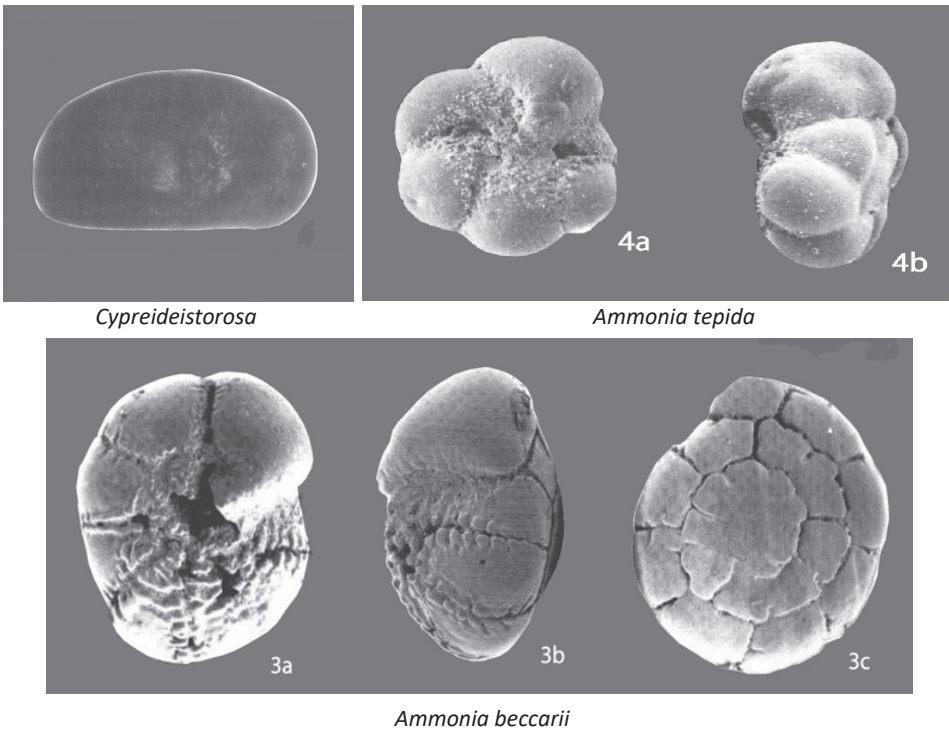 4a
4b
Cypreideistorosa
Ammonia tepida
3a
3b
3c
Ammonia beccarii